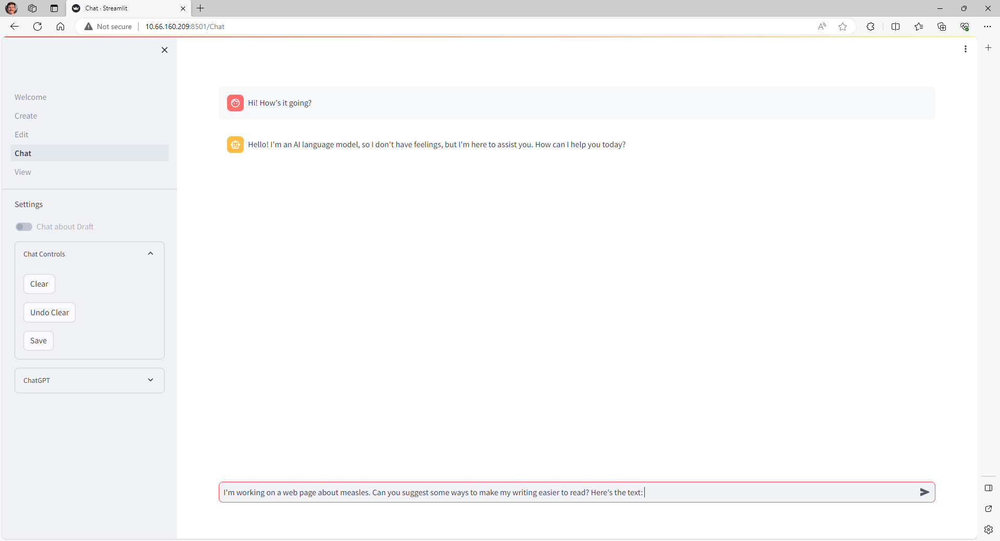 Chat · Streamlit
Not secure
10.66.160.209:8501/Chat
Welcome
Create
Edit
Chat
View
Settings
Chat about Draft
Chat Controls
Clear
Undo Clear
Save
ChatGPT
Hi! How's it going?
Hello! I'm an AI language model, so I don't have feelings, but I'm here to assist you. How can I help you today?
I'm working on a web page about measles. Can you suggest some ways to make my writing easier to read? Here's the text: